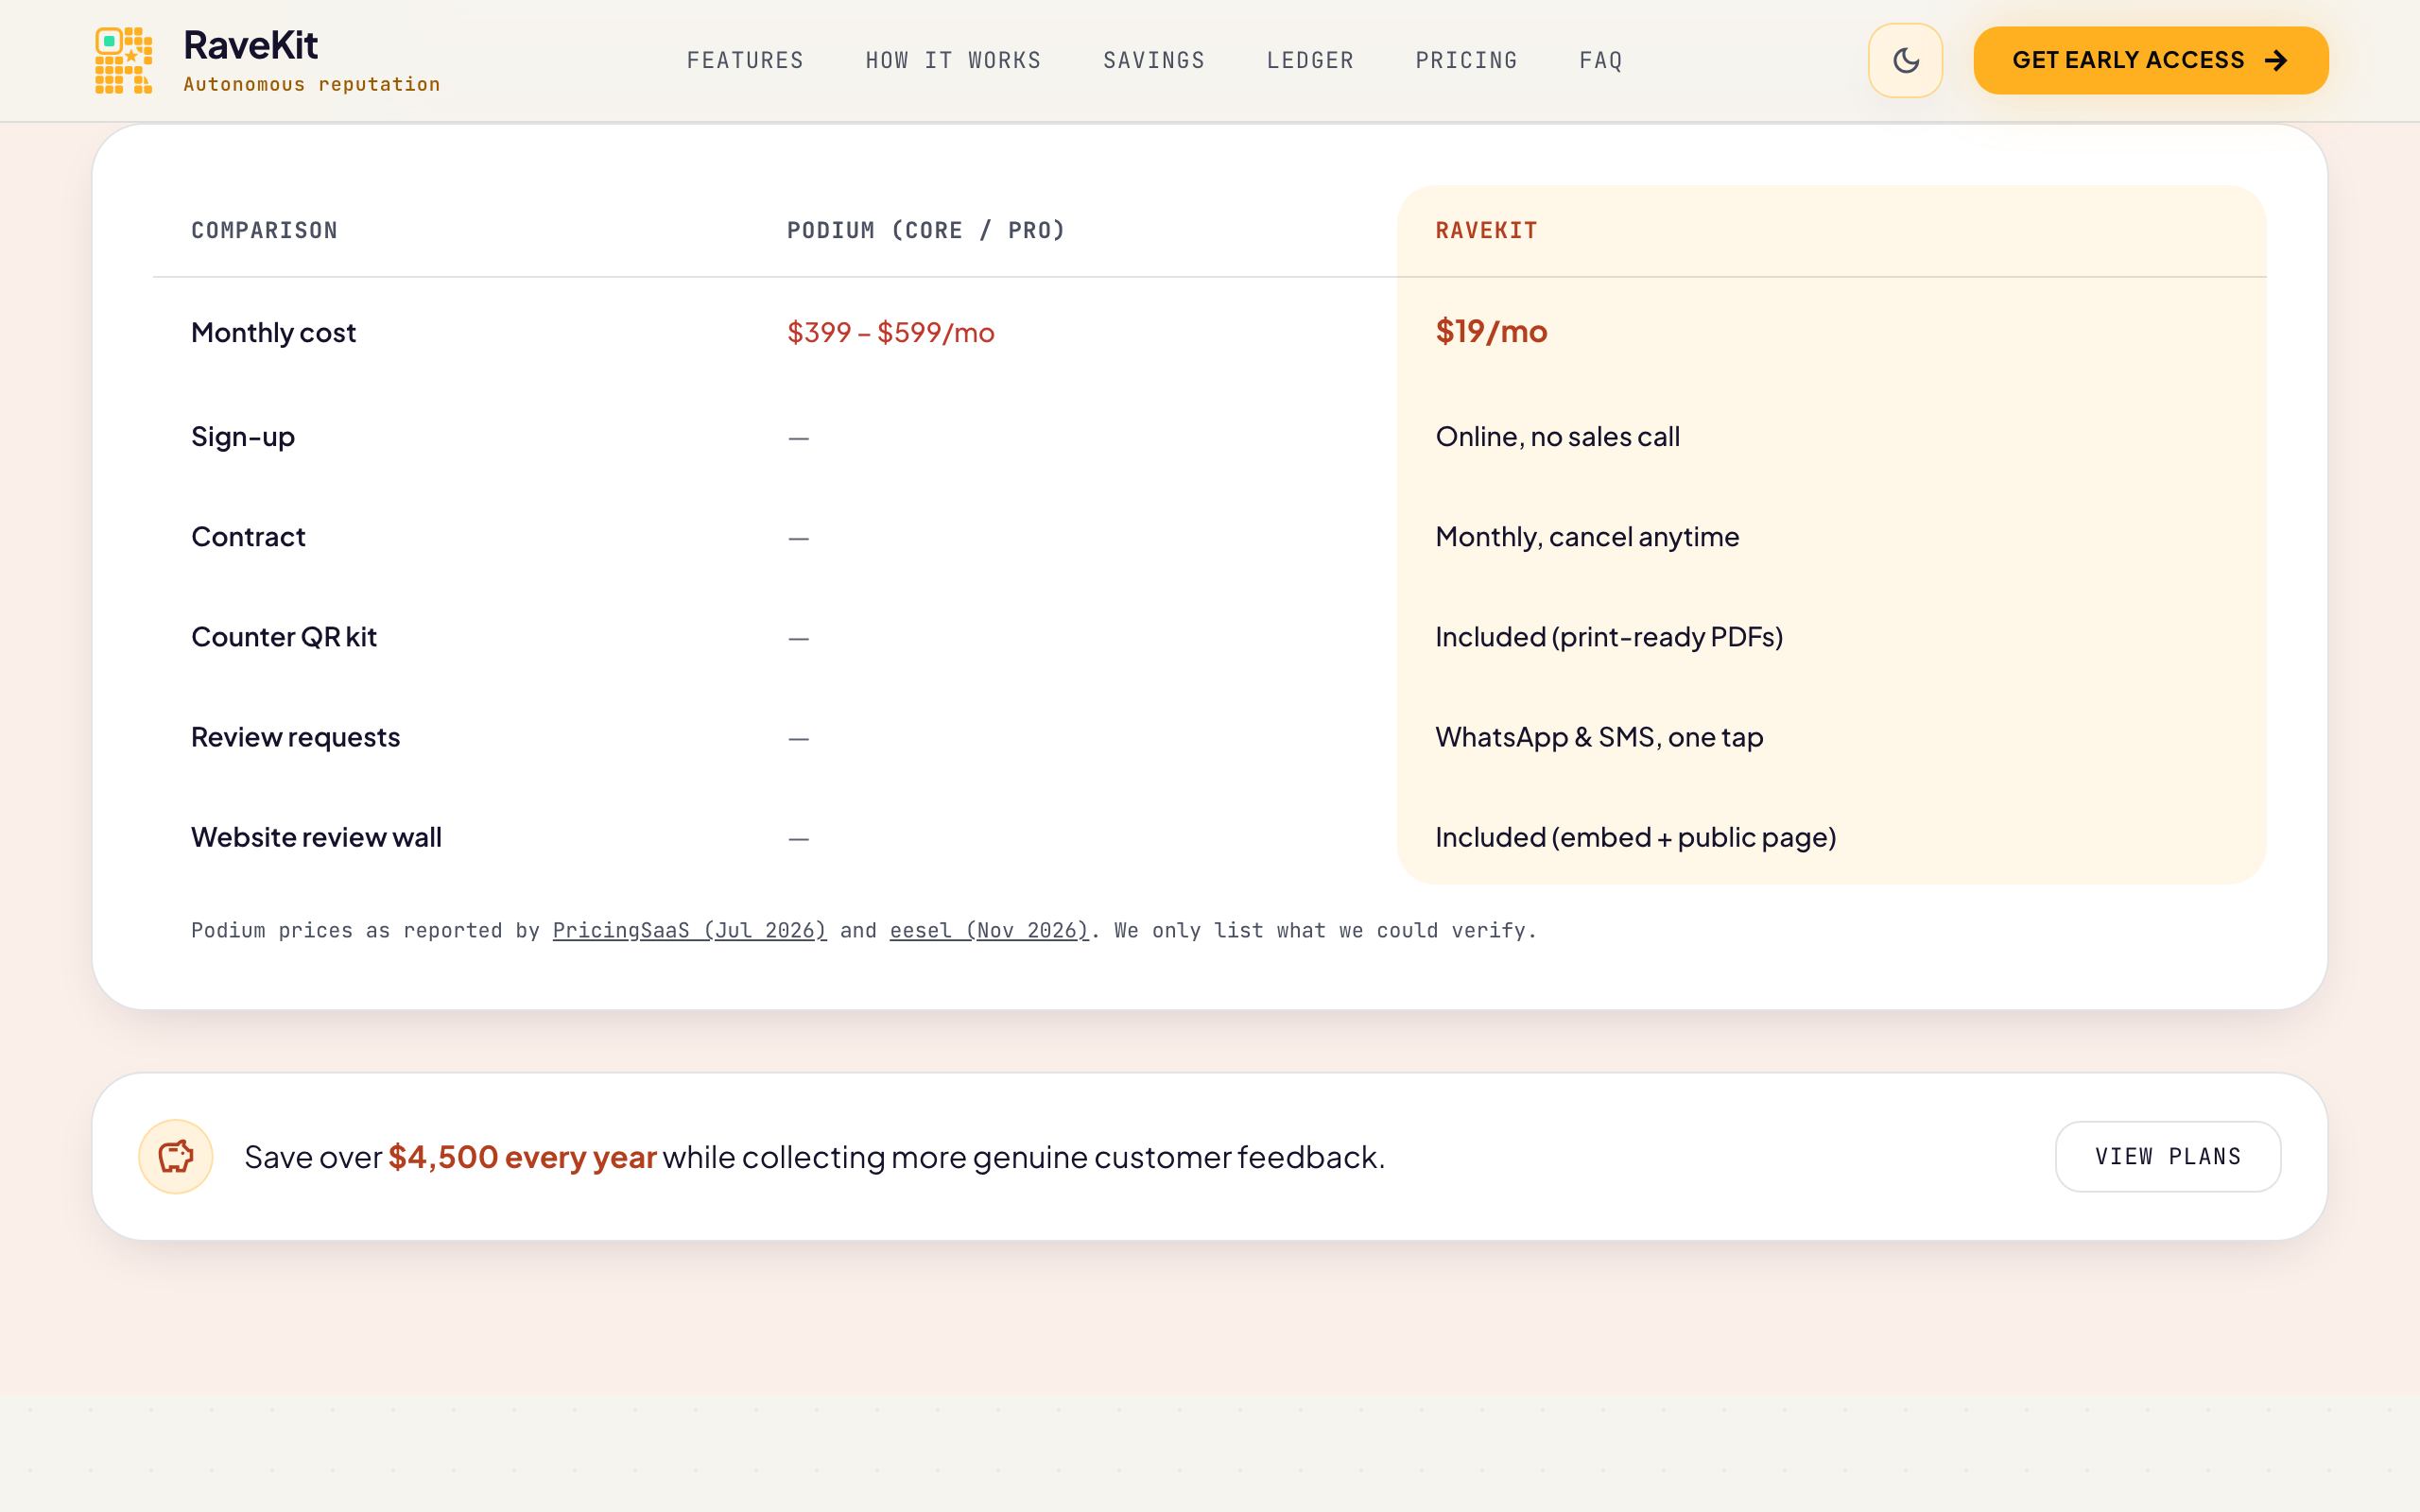 RaveKit
Autonomous reputation
FEATURES
HOW IT WORKS
SAVINGS
LEDGER
PRICING
FAQ
GET EARLY ACCESS →
COMPARISON
PODIUM (CORE / PRO)
RAVEKIT
Monthly cost
$399 – $599/mo
$19/mo
Sign-up
—
Online, no sales call
Contract
—
Monthly, cancel anytime
Counter QR kit
—
Included (print-ready PDFs)
Review requests
—
WhatsApp & SMS, one tap
Website review wall
—
Included (embed + public page)
Podium prices as reported by PricingSaaS (Jul 2026) and eesel (Nov 2026). We only list what we could verify.
Save over $4,500 every year while collecting more genuine customer feedback.
VIEW PLANS